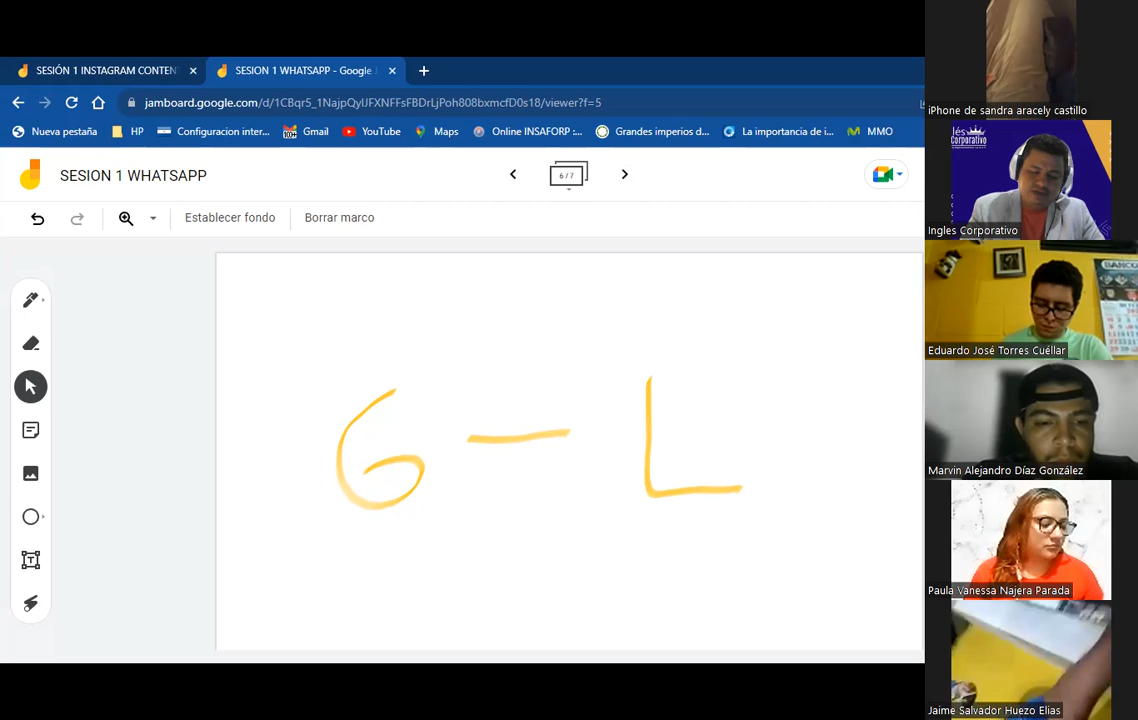 SESIÓN 1 INSTAGRAM CONTEN
SESION 1 WHATSAPP - Google J
jamboard.google.com/d/1CBqr5_1NajpQyIJFXNFFsFBDrLjPoh808bxmcfD0s18/viewer?f=5
Nueva pestaña
HP
Configuracion inter...
Gmail
YouTube
Maps
Online INSAFORP :...
Grandes imperios d...
La importancia de i...
MMO
SESION 1 WHATSAPP
6 / 7
Establecer fondo
Borrar marco
6 — L
iPhone de sandra aracely castillo
lés
Corporativo
Ingles Corporativo
Eduardo José Torres Cuéllar
Marvin Alejandro Díaz González
Paula Vanessa Najera Parada
Jaime Salvador Huezo Elias